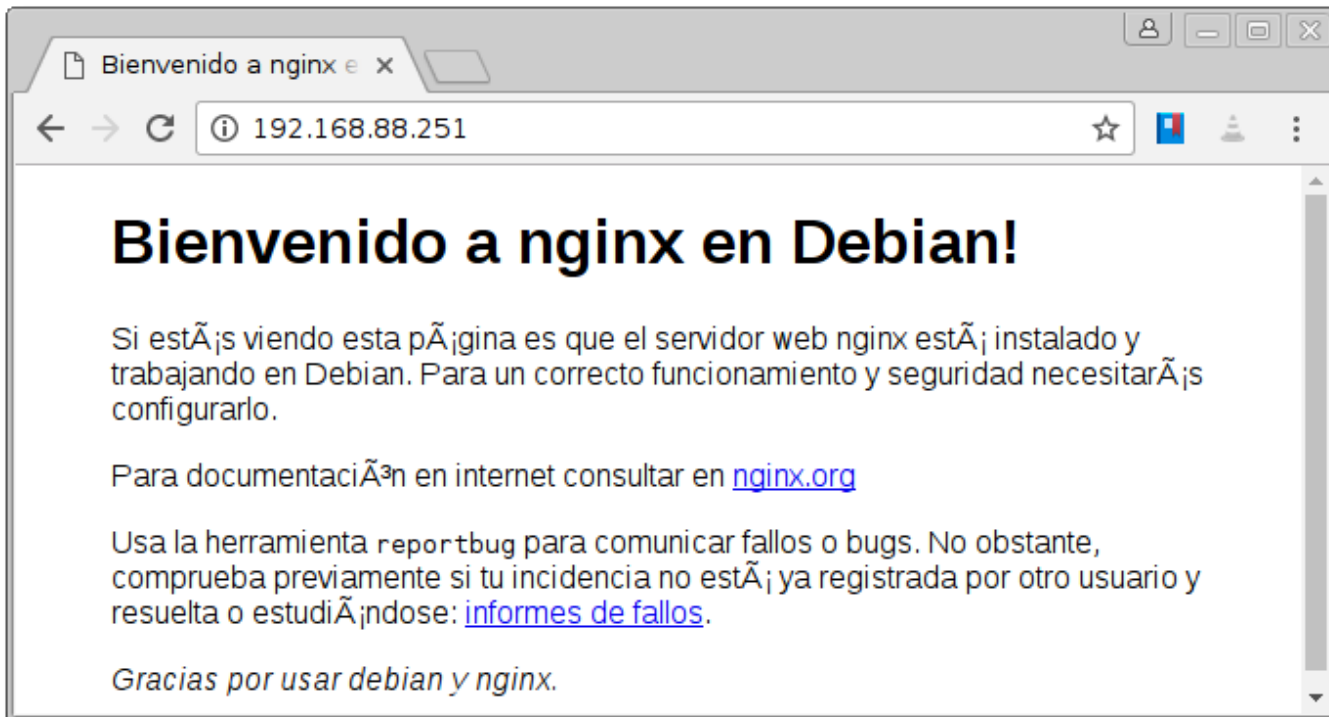 Bienvenido a nginx e
192.168.88.251
Bienvenido a nginx en Debian!
Si estÃ¡s viendo esta pÃ¡gina es que el servidor web nginx estÃ¡ instalado y
trabajando en Debian. Para un correcto funcionamiento y seguridad necesitarÃ¡s
configurarlo.
Para documentaciÃ³n en internet consultar en nginx.org
Usa la herramienta reportbug para comunicar fallos o bugs. No obstante,
comprueba previamente si tu incidencia no estÃ¡ ya registrada por otro usuario y
resuelta o estudiÃ¡ndose: informes de fallos.
Gracias por usar debian y nginx.